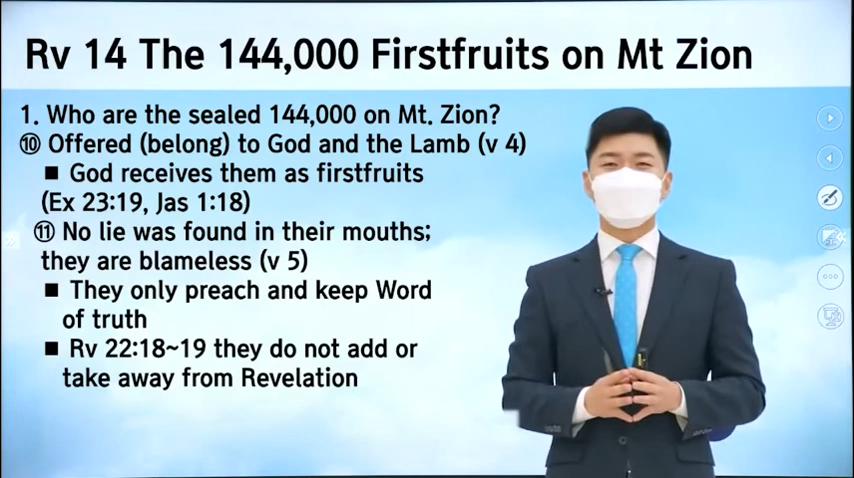 Rv 14 The 144,000 Firstfruits on Mt Zion
1. Who are the sealed 144,000 on Mt. Zion?
⑩ Offered (belong) to God and the Lamb (v 4)
■ God receives them as firstfruits
(Ex 23:19, Jas 1:18)
⑪ No lie was found in their mouths;
they are blameless (v 5)
■ They only preach and keep Word
of truth
■ Rv 22:18~19 they do not add or
take away from Revelation